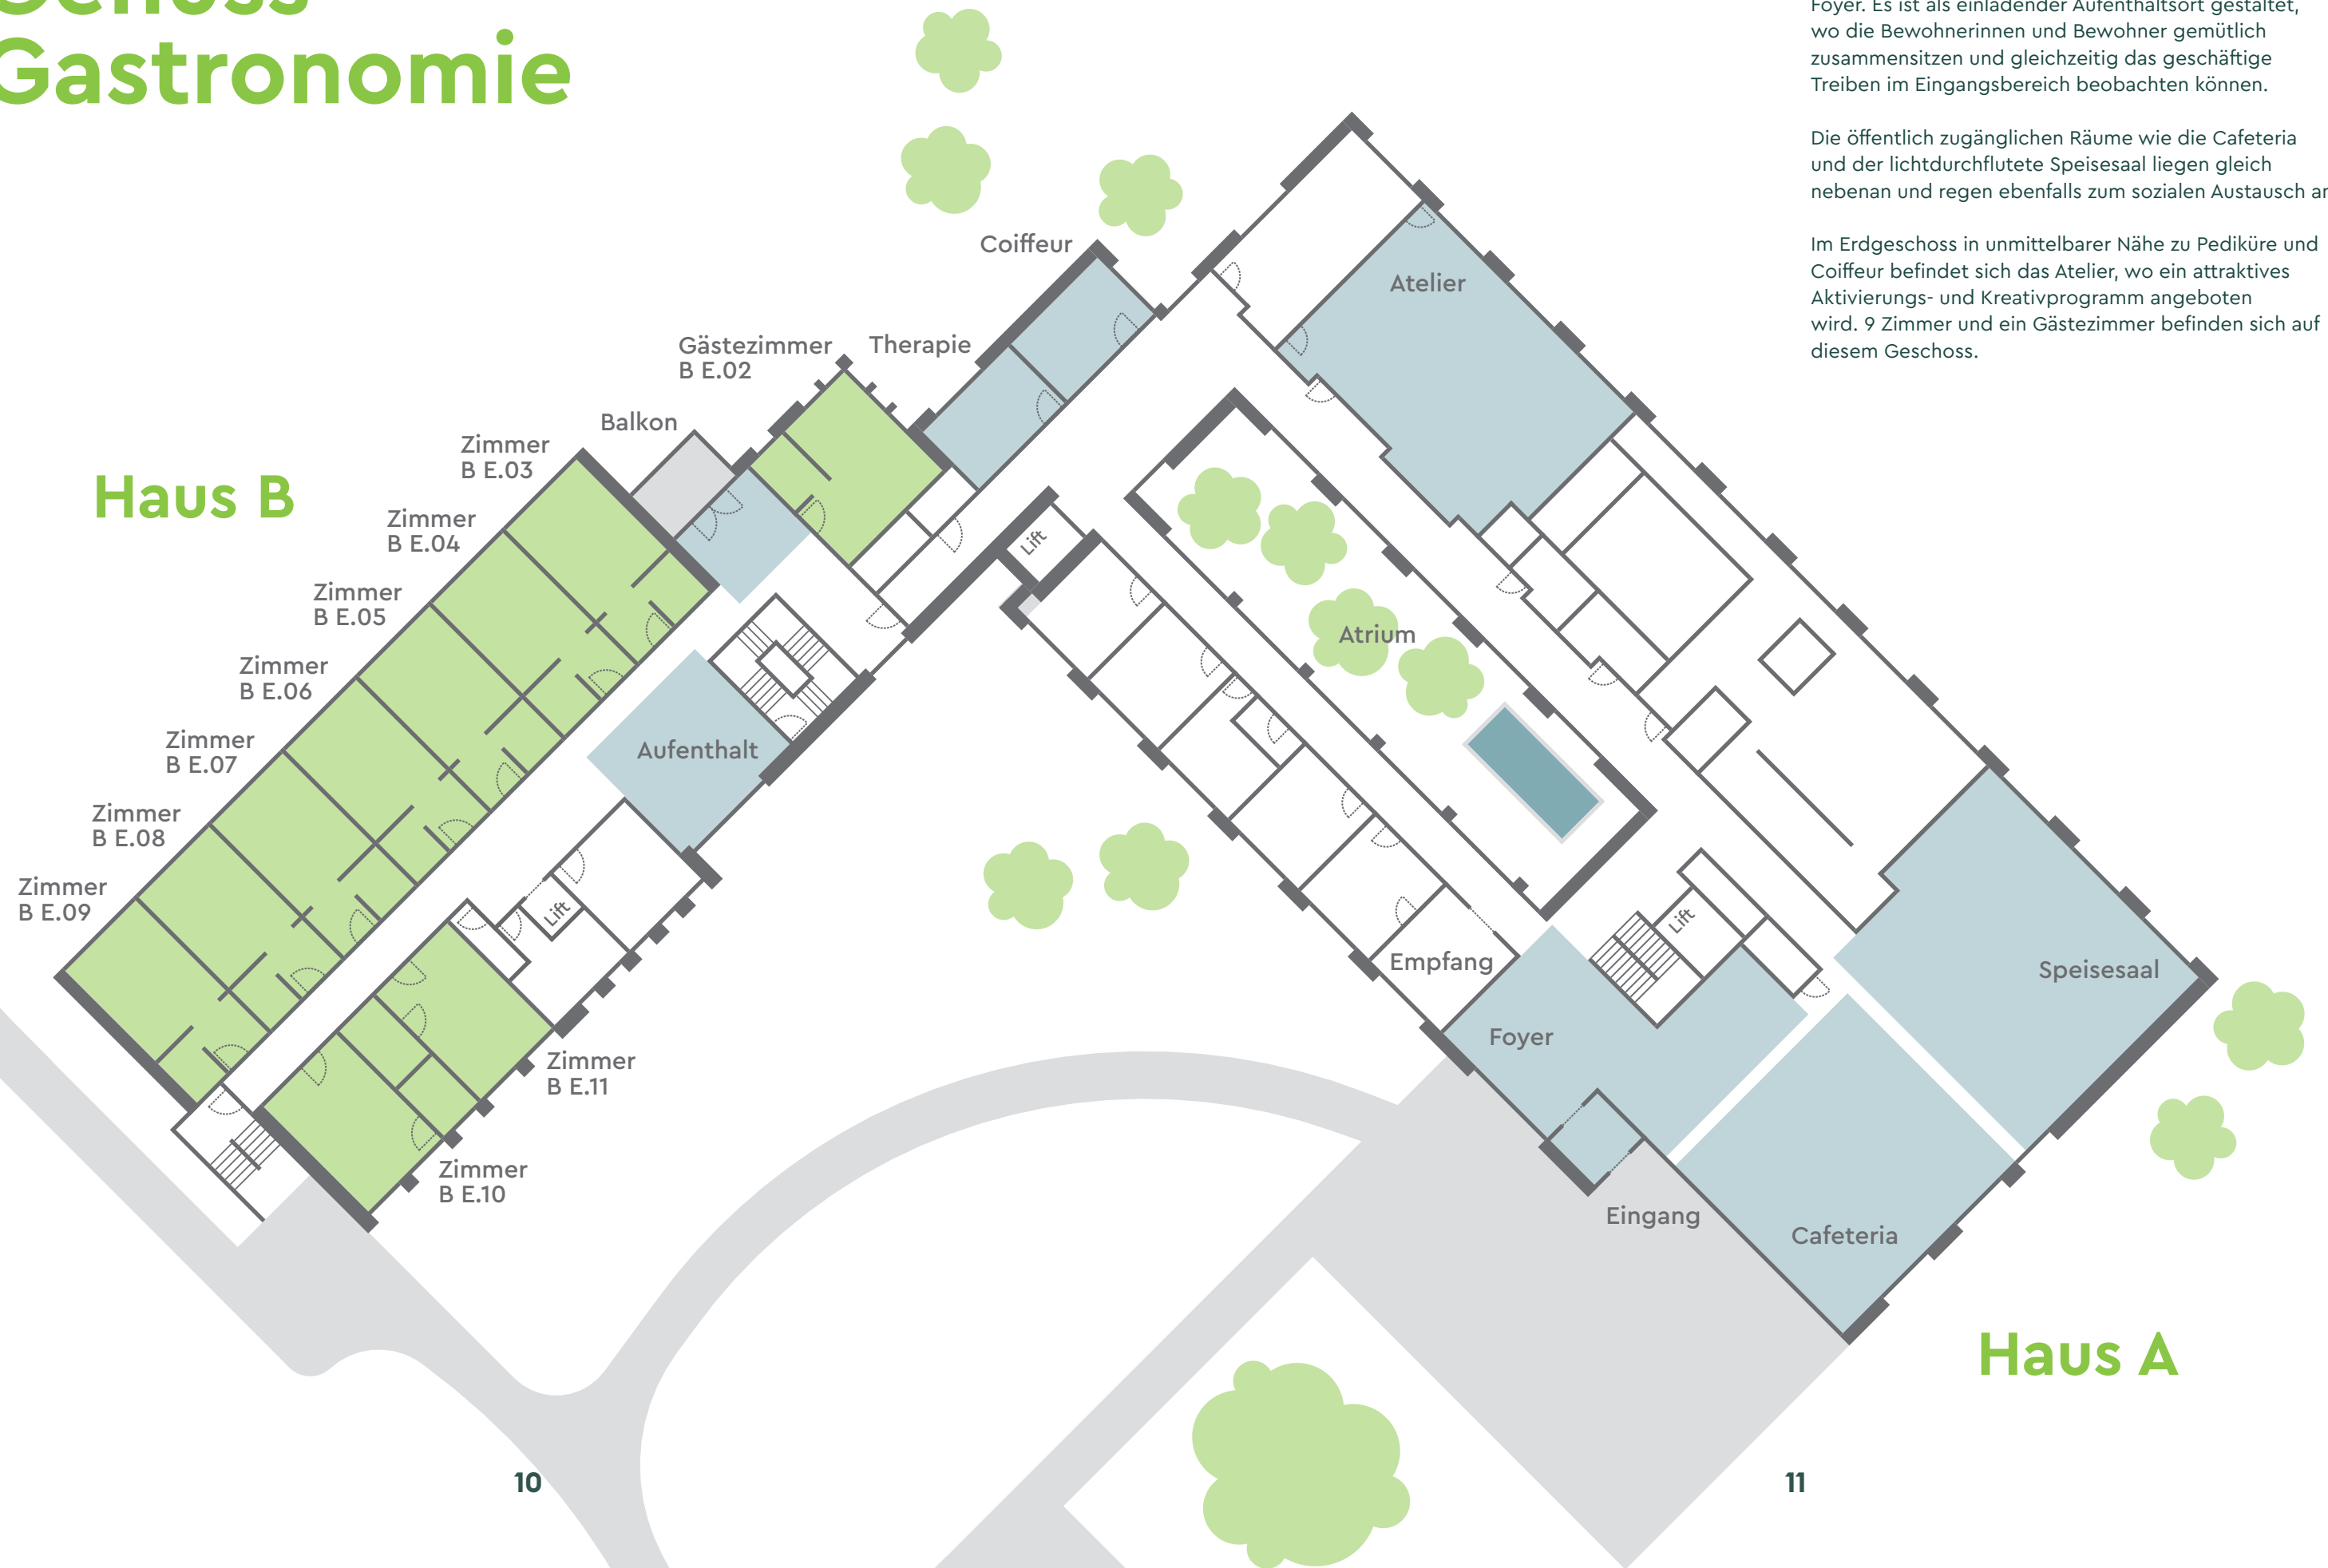 Genuss
Gastronomie
Foyer. Es ist als einladender Aufenthaltsort gestaltet,
wo die Bewohnerinnen und Bewohner gemütlich
zusammensitzen und gleichzeitig das geschäftige
Treiben im Eingangsbereich beobachten können.
Die öffentlich zugänglichen Räume wie die Cafeteria
und der lichtdurchflutete Speisesaal liegen gleich
nebenan und regen ebenfalls zum sozialen Austausch an
Im Erdgeschoss in unmittelbarer Nähe zu Pediküre und
Coiffeur befindet sich das Atelier, wo ein attraktives
Aktivierungs- und Kreativprogramm angeboten
wird. 9 Zimmer und ein Gästezimmer befinden sich auf
diesem Geschoss.
Haus B
Coiffeur
Therapie
Gästezimmer
B E.02
Balkon
Zimmer
B E.03
Zimmer
B E.04
Zimmer
B E.05
Zimmer
B E.06
Zimmer
B E.07
Zimmer
B E.08
Zimmer
B E.09
Aufenthalt
Lift
Zimmer
B E.11
Zimmer
B E.10
Atelier
Lift
Atrium
Lift
Empfang
Foyer
Speisesaal
Eingang
Cafeteria
Haus A
10
11